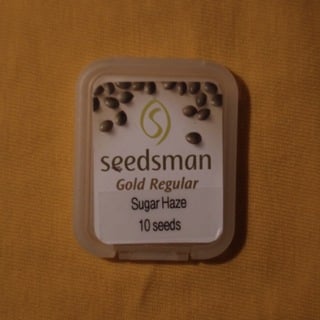 seedsman
Gold Regular
Sugar Haze
10 seeds